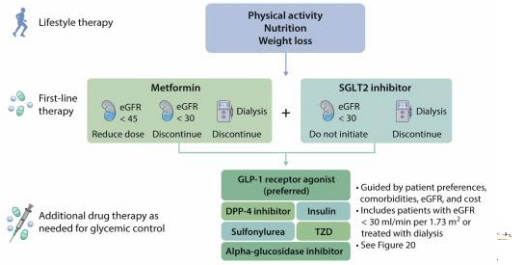 Lifestyle therapy
Physical activity
Nutrition
Weight loss
First-line
therapy
Metformin
eGFR
< 45
Reduce dose
eGFR
< 30
Discontinue
Dialysis
Discontinue
+
SGLT2 inhibitor
eGFR
< 30
Do not initiate
Dialysis
Discontinue
Additional drug therapy as
needed for glycemic control
GLP-1 receptor agonist
(preferred)
DPP-4 inhibitor
Insulin
Sulfonylurea
TZD
Alpha-glucosidase inhibitor
• Guided by patient preferences,
comorbidities, eGFR, and cost
• Includes patients with eGFR
< 30 ml/min per 1.73 m² or
treated with dialysis
• See Figure 20